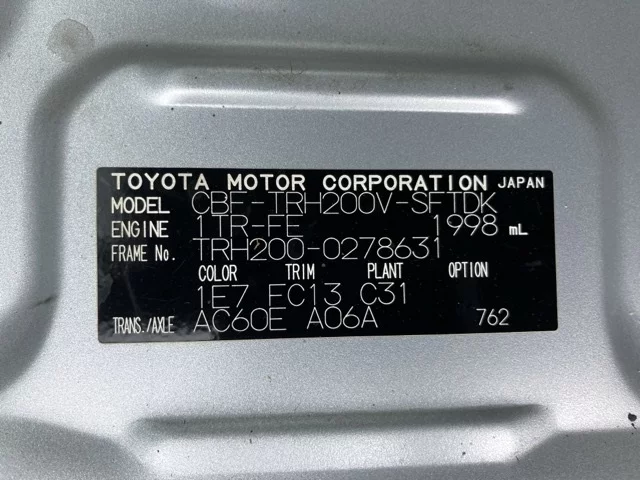 TOYOTA MOTOR CORPORATION JAPAN
MODEL CBF-TRH200V-SFTDK
ENGINE 1TR-FE 1998 mL
FRAME No. TRH200-0278631
COLOR TRIM PLANT OPTION
1E7 FC13 C31
TRANS./AXLE AC60E A06A 762